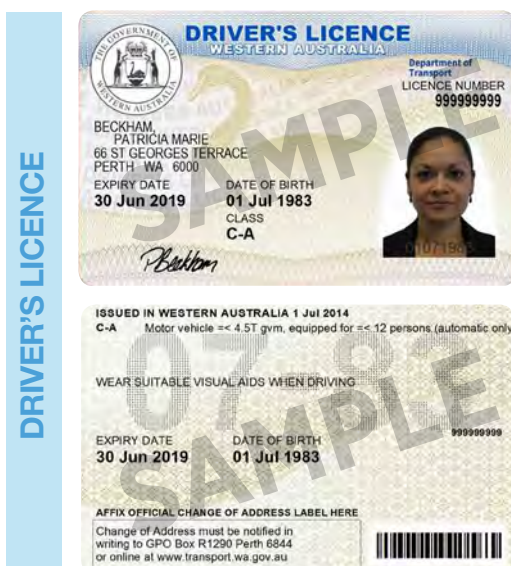 DRIVER'S LICENCE
THE GOVERNMENT OF
WESTERN AUSTRALIA
DRIVER'S LICENCE
WESTERN AUSTRALIA
Department of
Transport
LICENCE NUMBER
999999999
BECKHAM,
PATRICIA MARIE
66 ST GEORGES TERRACE
PERTH WA 6000
EXPIRY DATE DATE OF BIRTH
30 Jun 2019 01 Jul 1983
CLASS
C-A
01071983
PBeckham
SAMPLE
ISSUED IN WESTERN AUSTRALIA 1 Jul 2014
C-A Motor vehicle =< 4.5T gvm, equipped for =< 12 persons (automatic only
07 83
WEAR SUITABLE VISUAL AIDS WHEN DRIVING
EXPIRY DATE DATE OF BIRTH
30 Jun 2019 01 Jul 1983
999999999
SAMPLE
AFFIX OFFICIAL CHANGE OF ADDRESS LABEL HERE
Change of Address must be notified in
writing to GPO Box R1290 Perth 6844
or online at www.transport.wa.gov.au